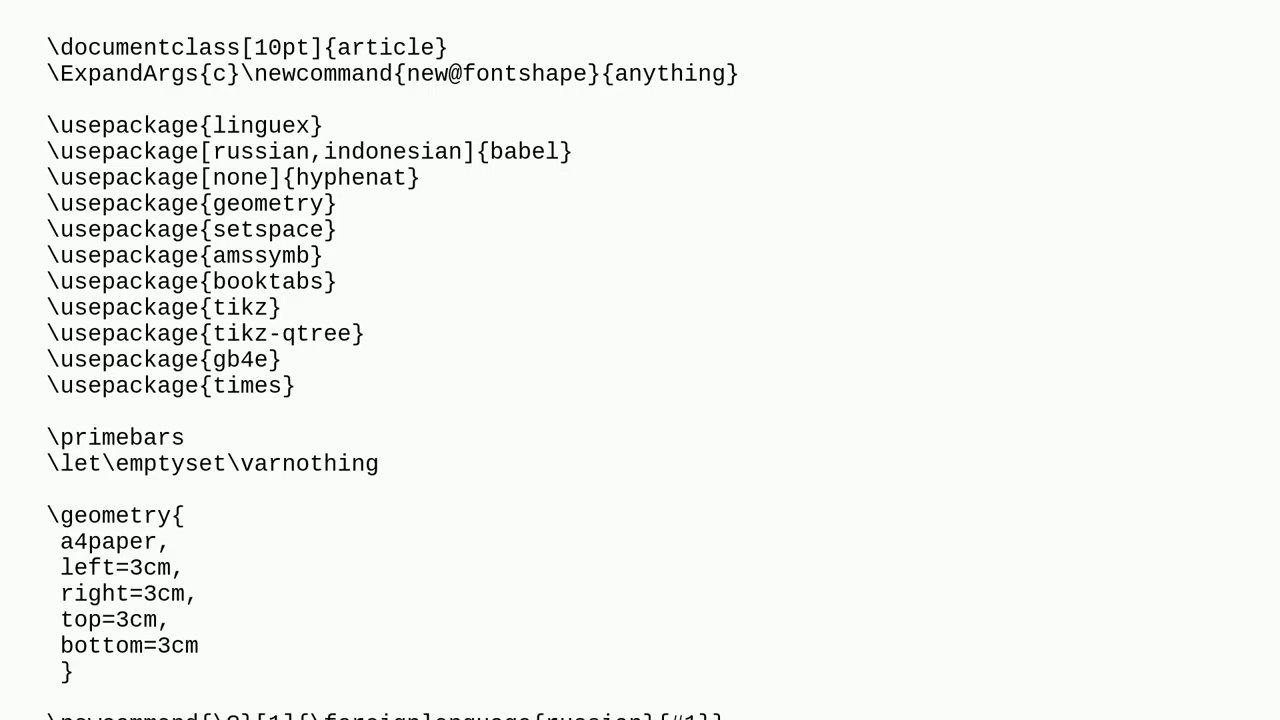 \documentclass[10pt]{article}
\ExpandArgs{c}\newcommand{new@fontshape}{anything}

\usepackage{linguex}
\usepackage[russian,indonesian]{babel}
\usepackage[none]{hyphenat}
\usepackage{geometry}
\usepackage{setspace}
\usepackage{amssymb}
\usepackage{booktabs}
\usepackage{tikz}
\usepackage{tikz-qtree}
\usepackage{gb4e}
\usepackage{times}

\primebars
\let\emptyset\varnothing

\geometry{
 a4paper,
 left=3cm,
 right=3cm,
 top=3cm,
 bottom=3cm
 }